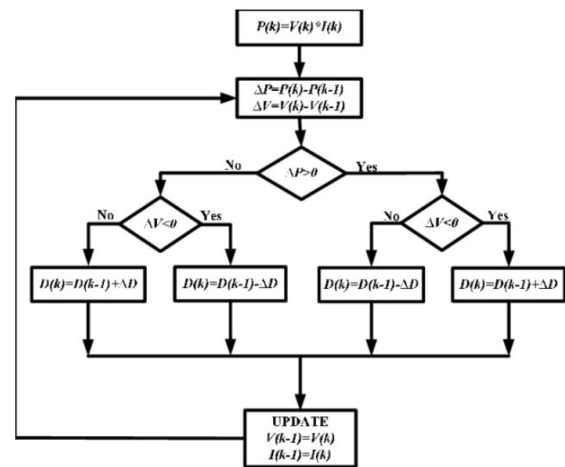 P(k)=V(k)*I(k)
ΔP=P(k)-P(k-1)
ΔV=V(k)-V(k-1)
ΔP>0
No
Yes
ΔV<0
No
Yes
ΔV<0
No
Yes
D(k)=D(k-1)+ΔD
D(k)=D(k-1)-ΔD
D(k)=D(k-1)-ΔD
D(k)=D(k-1)+ΔD
UPDATE
V(k-1)=V(k)
I(k-1)=I(k)